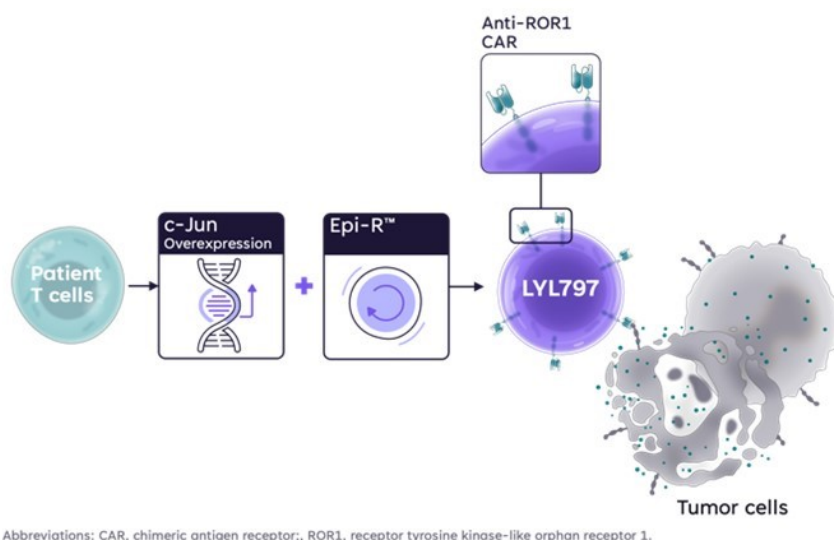 Anti-ROR1
CAR
Patient
T cells
c-Jun
Overexpression
+
Epi-R™
LYL797
Tumor cells
Abbreviations: CAR, chimeric antigen receptor;, ROR1, receptor tyrosine kinase-like orphan receptor 1.